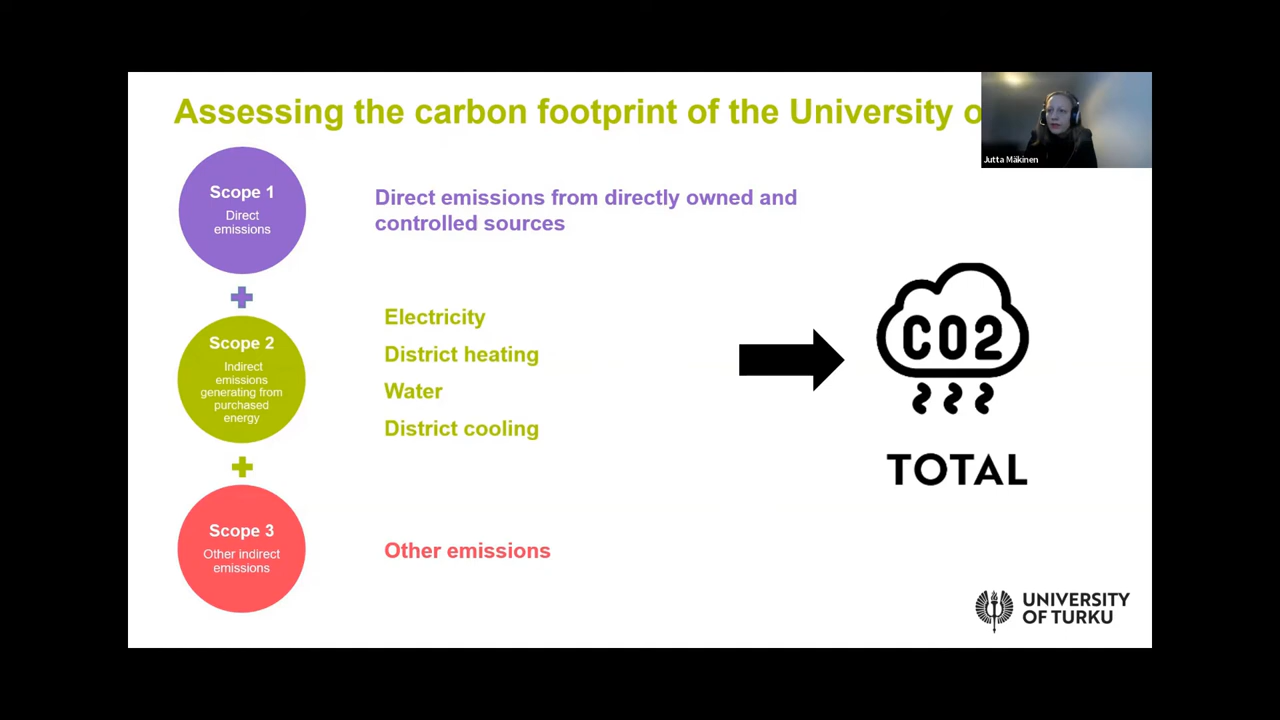 Assessing the carbon footprint of the University o
Jutta Mäkinen
Scope 1
Direct
emissions
Direct emissions from directly owned and
controlled sources
Scope 2
Indirect
emissions
generating from
purchased
energy
Electricity
District heating
Water
District cooling
CO2
TOTAL
Scope 3
Other indirect
emissions
Other emissions
UNIVERSITY
OF TURKU